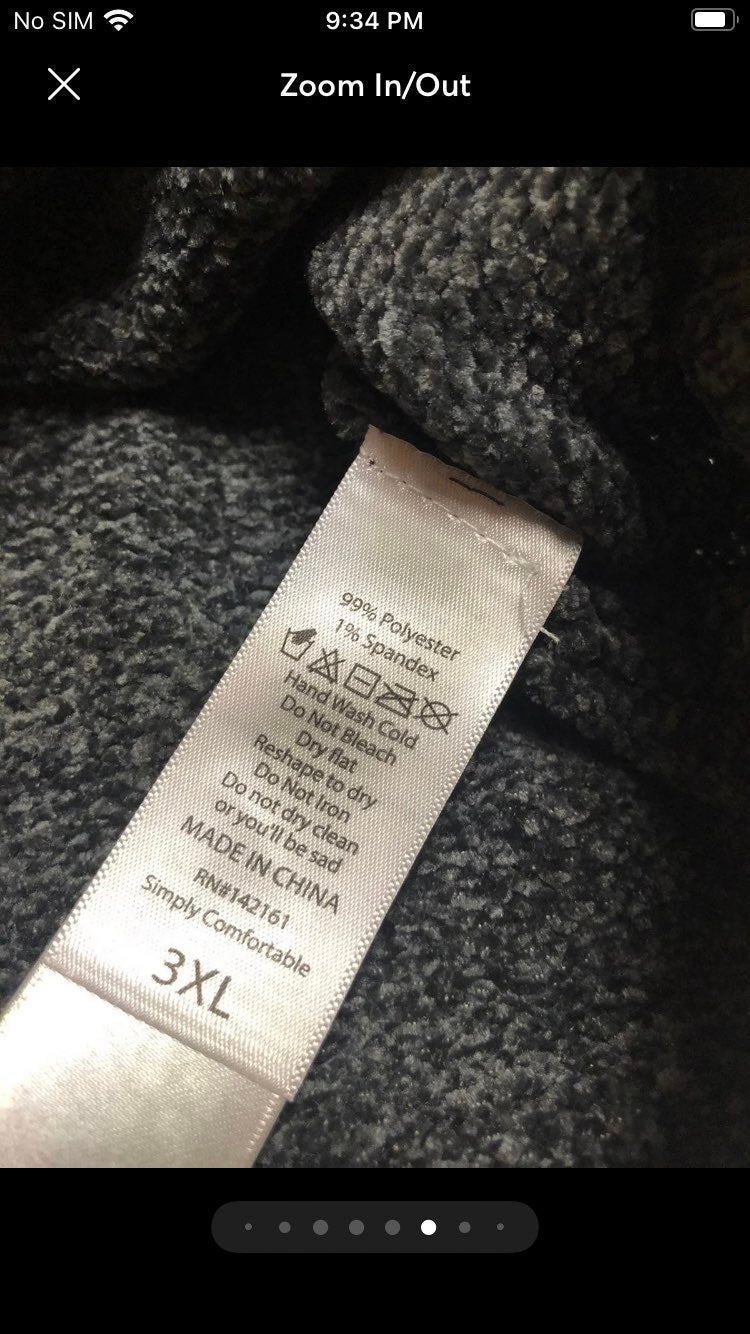 No SIM 9:34 PM
Zoom In/Out
99% Polyester
1% Spandex
Hand Wash Cold
Do Not Bleach
Dry flat
Reshape to dry
Do Not Iron
Do not dry clean
or you'll be sad
MADE IN CHINA
RN#142161
Simply Comfortable
3XL